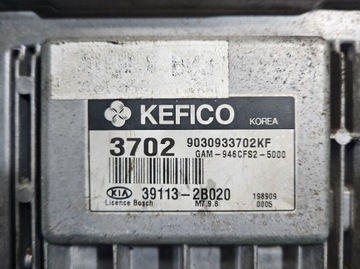 KEFICO KOREA
3702 9030933702KF
GAM-946CFS2-5000
KIA 39113-2B020 198909
Licence Bosch M7.9.8 0005